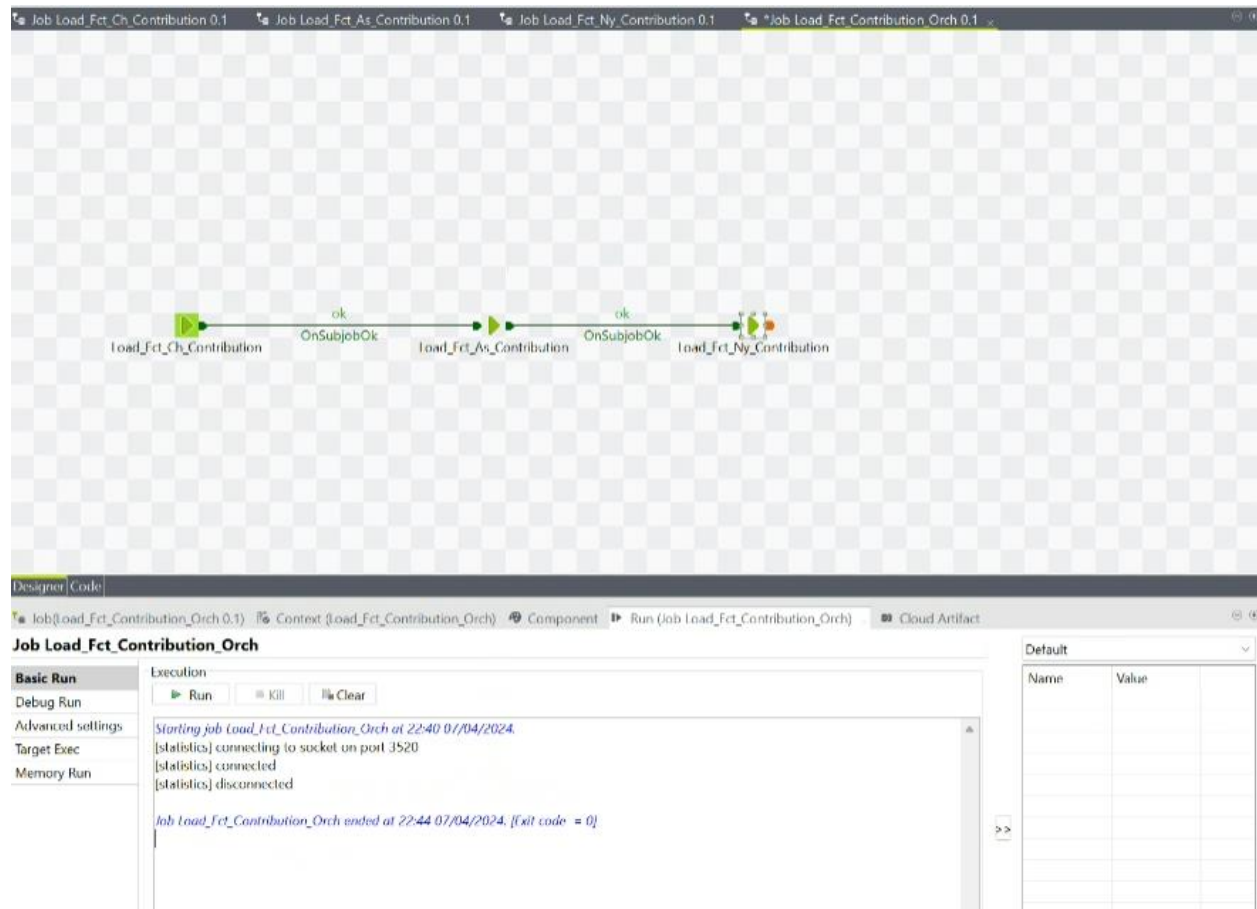 Job Load_Fct_Ch_Contribution 0.1 Job Load_Fct_As_Contribution 0.1 Job Load_Fct_Ny_Contribution 0.1 *Job Load_Fct_Contribution_Orch 0.1
ok ok
OnSubjobOk OnSubjobOk
Load_Fct_Ch_Contribution Load_Fct_As_Contribution Load_Fct_Ny_Contribution
Designer Code
Job(Load_Fct_Contribution_Orch 0.1) Context (Load_Fct_Contribution_Orch) Component Run (Job Load_Fct_Contribution_Orch) Cloud Artifact
Job Load_Fct_Contribution_Orch
Default
Basic Run
Debug Run
Advanced settings
Target Exec
Memory Run
Execution
Run Kill Clear
Starting job Load_Fct_Contribution_Orch at 22:40 07/04/2024.
[statistics] connecting to socket on port 3520
[statistics] connected
[statistics] disconnected
Job Load_Fct_Contribution_Orch ended at 22:44 07/04/2024. [Exit code = 0]
>>
Name Value